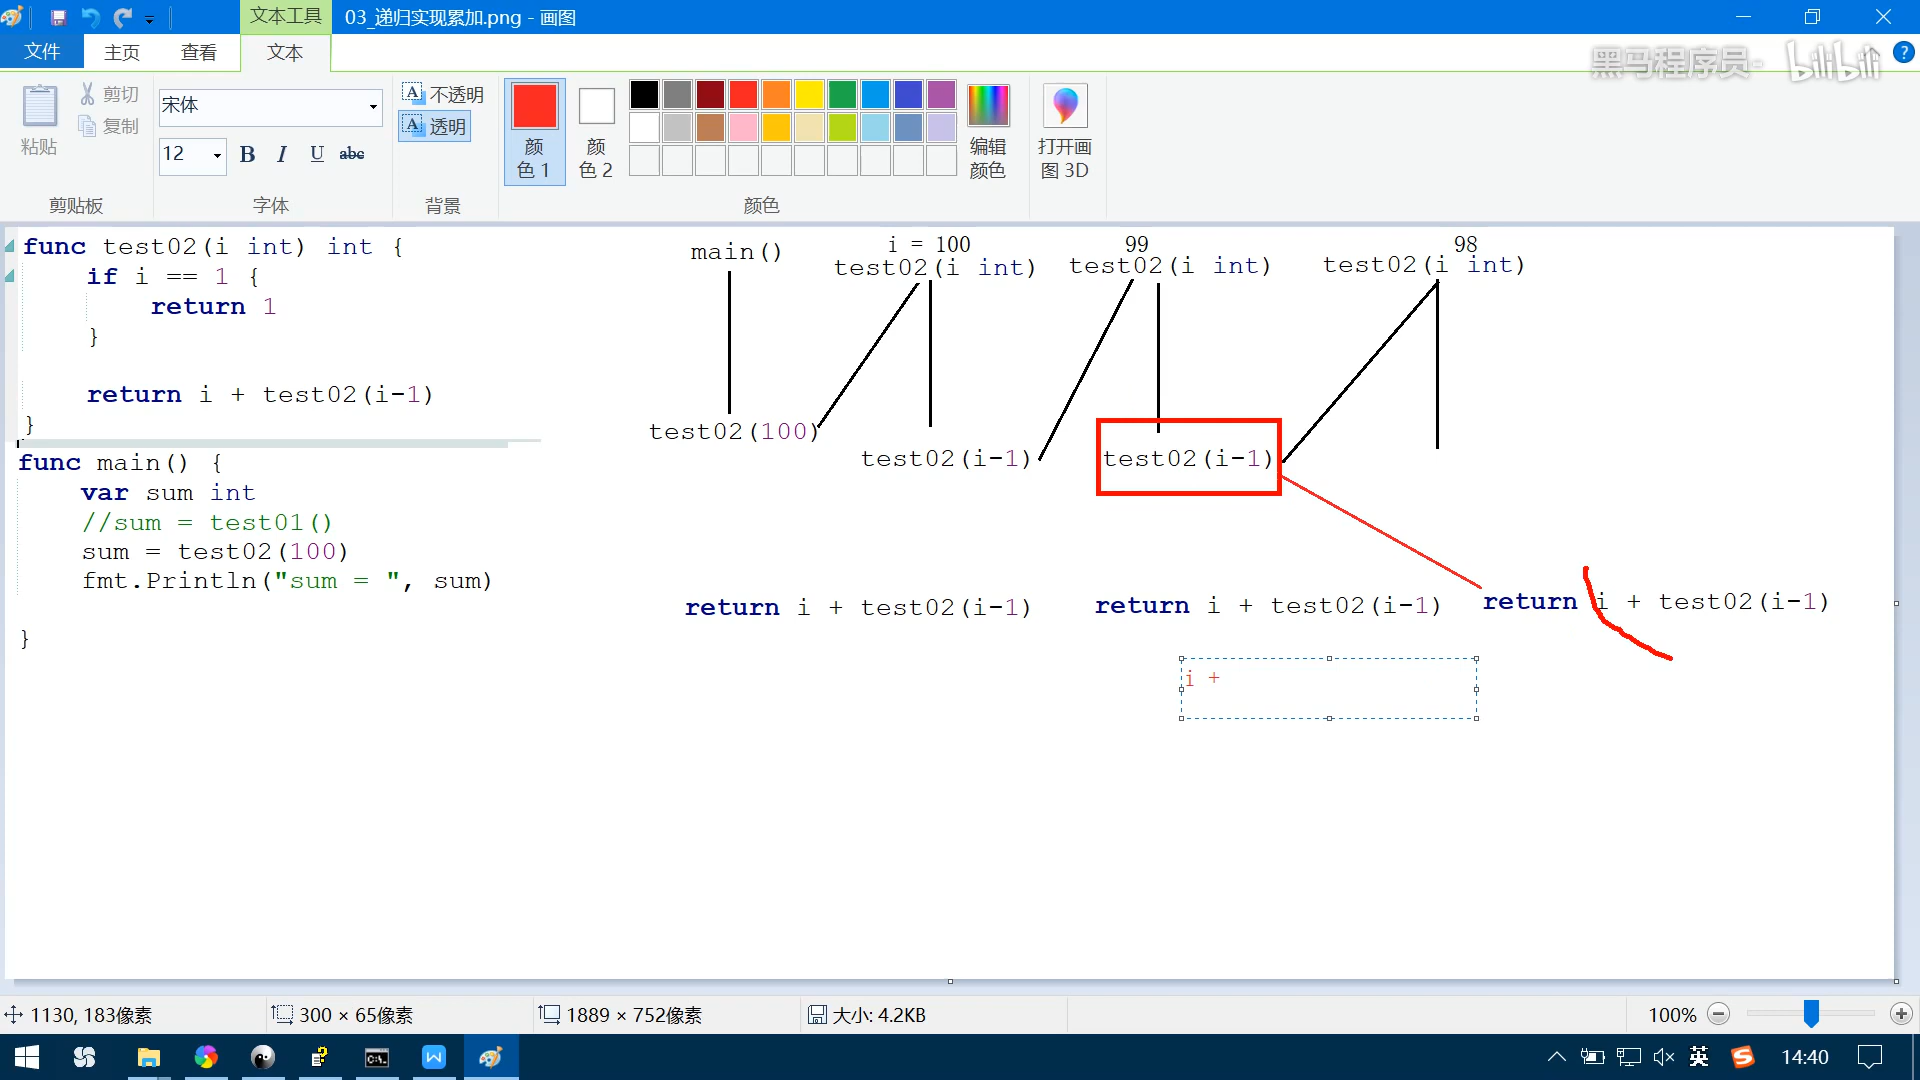 文本工具
03_递归实现累加.png - 画图
文件
主页
查看
文本
黑马程序员-
bilibili
粘贴
剪切
复制
剪贴板
宋体
12
B I U abc
字体
A 不透明
A 透明
背景
颜
色 1
颜
色 2
编辑
颜色
颜色
打开画
图 3D
func test02(i int) int {
if i == 1 {
return 1
}
return i + test02(i-1)
}
func main() {
var sum int
//sum = test01()
sum = test02(100)
fmt.Println("sum = ", sum)
}
main()
i = 100
test02(i int)
99
test02(i int)
98
test02(i int)
test02(100)
test02(i-1)
test02(i-1)
return i + test02(i-1)
return i + test02(i-1)
return i + test02(i-1)
i +
1130, 183像素
300 × 65像素
1889 × 752像素
大小: 4.2KB
100%
英
14:40